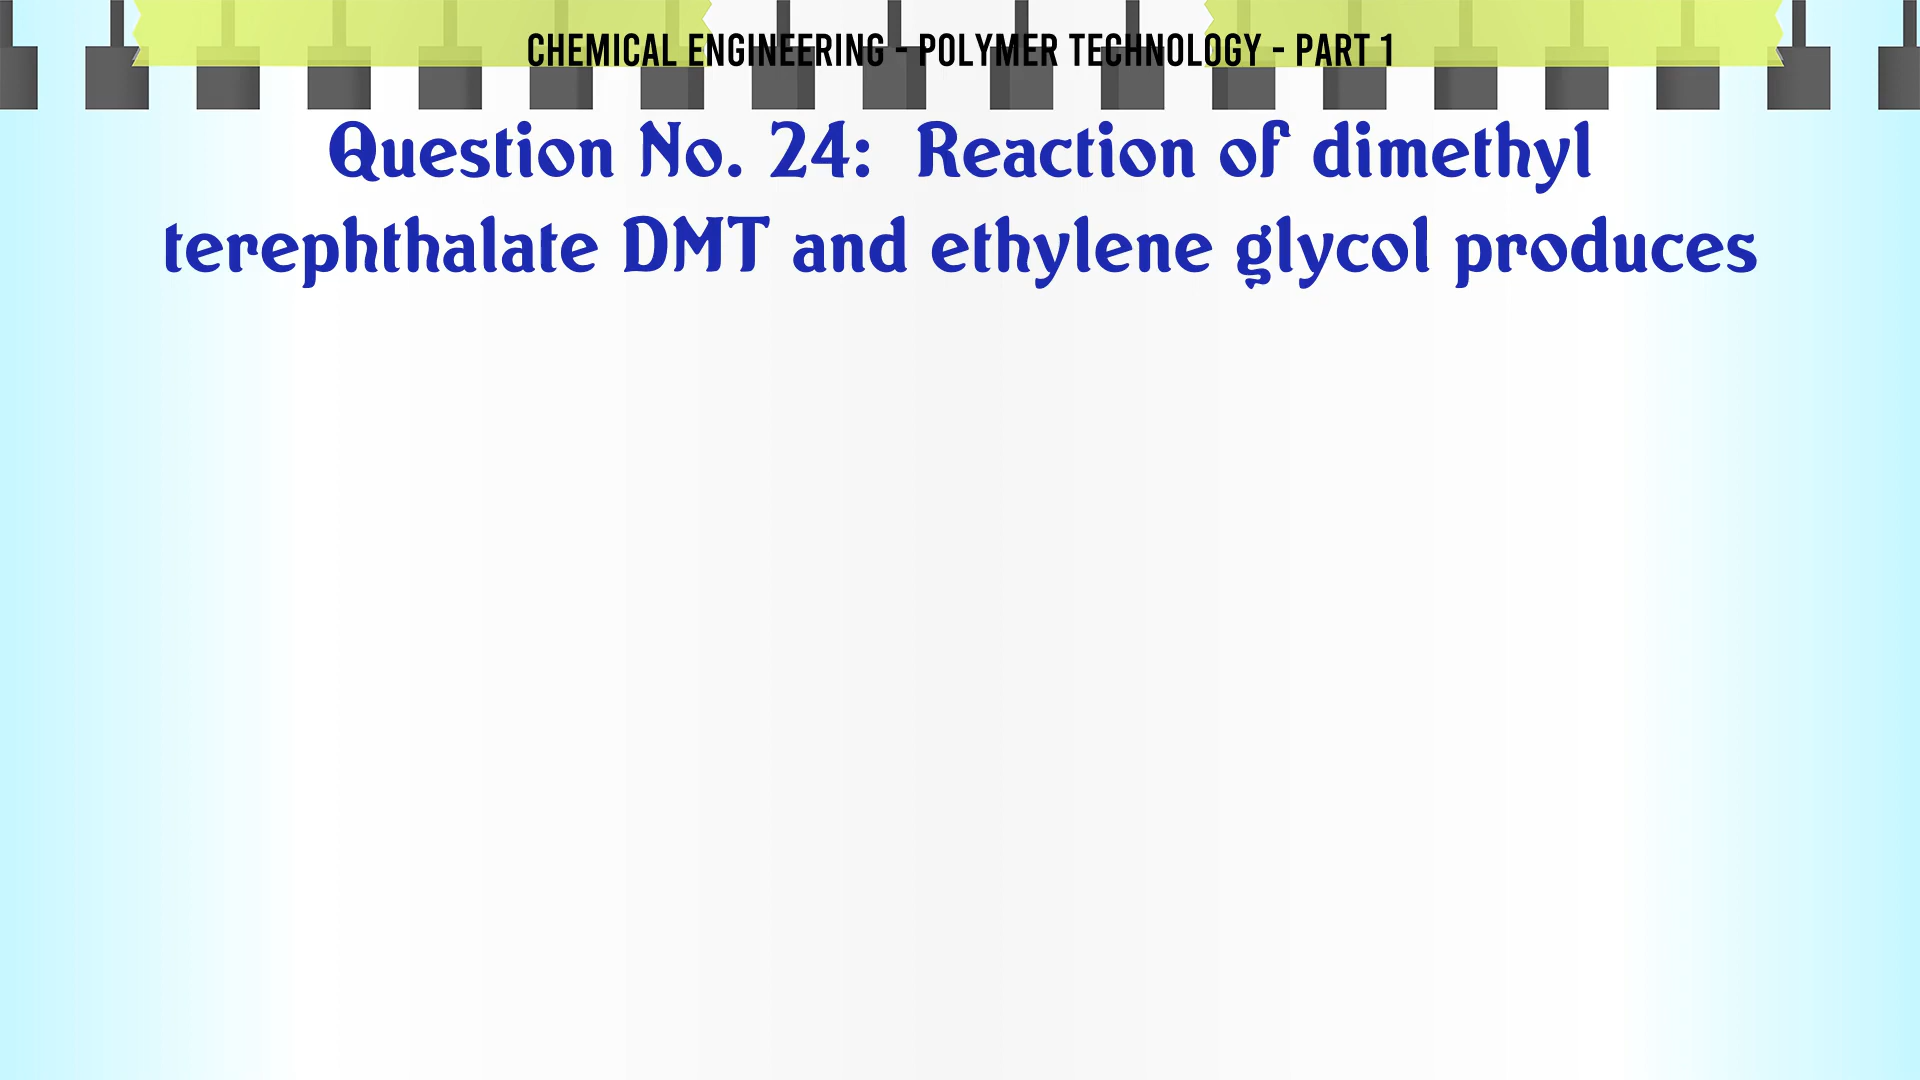 CHEMICAL ENGINEERING - POLYMER TECHNOLOGY - PART 1
Question No. 24: Reaction of dimethyl
terephthalate DMT and ethylene glycol produces